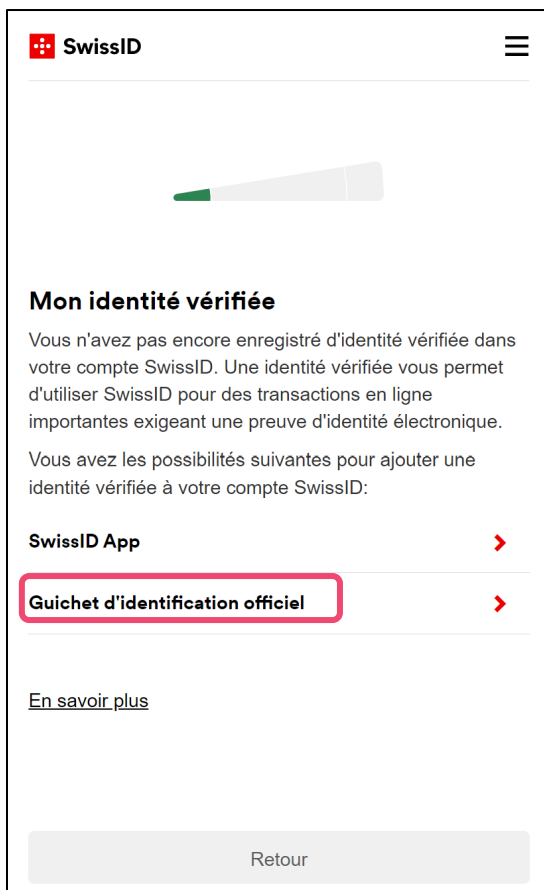 SwissID
Mon identité vérifiée
Vous n'avez pas encore enregistré d'identité vérifiée dans
votre compte SwissID. Une identité vérifiée vous permet
d'utiliser SwissID pour des transactions en ligne
importantes exigeant une preuve d'identité électronique.
Vous avez les possibilités suivantes pour ajouter une
identité vérifiée à votre compte SwissID:
SwissID App
Guichet d'identification officiel
En savoir plus
Retour